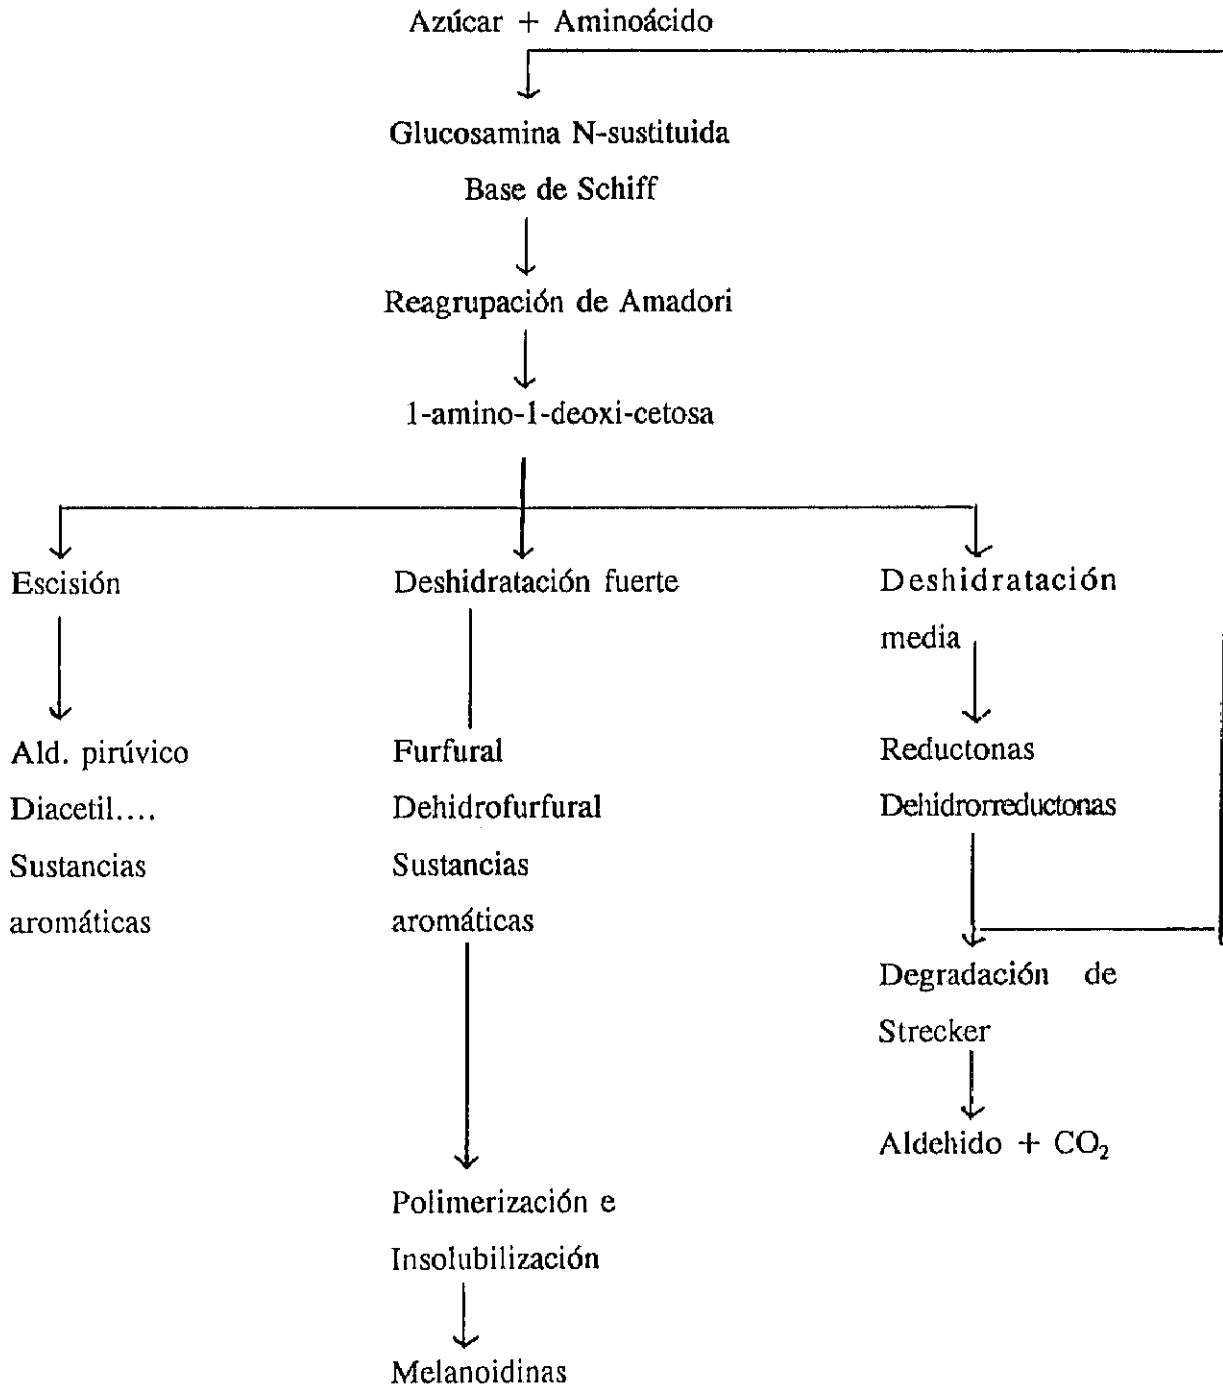 Azúcar + Aminoácido
Glucosamina N-sustituida
Base de Schiff
Reagrupación de Amadori
1-amino-1-deoxi-cetosa
Escisión
Ald. pirúvico
Diacetil....
Sustancias
aromáticas
Deshidratación fuerte
Furfural
Dehidrofurfural
Sustancias
aromáticas
Polimerización e
Insolubilización
Melanoidinas
Deshidratación
media
Reductonas
Dehidrorreductonas
Degradación de
Strecker
Aldehido + CO₂